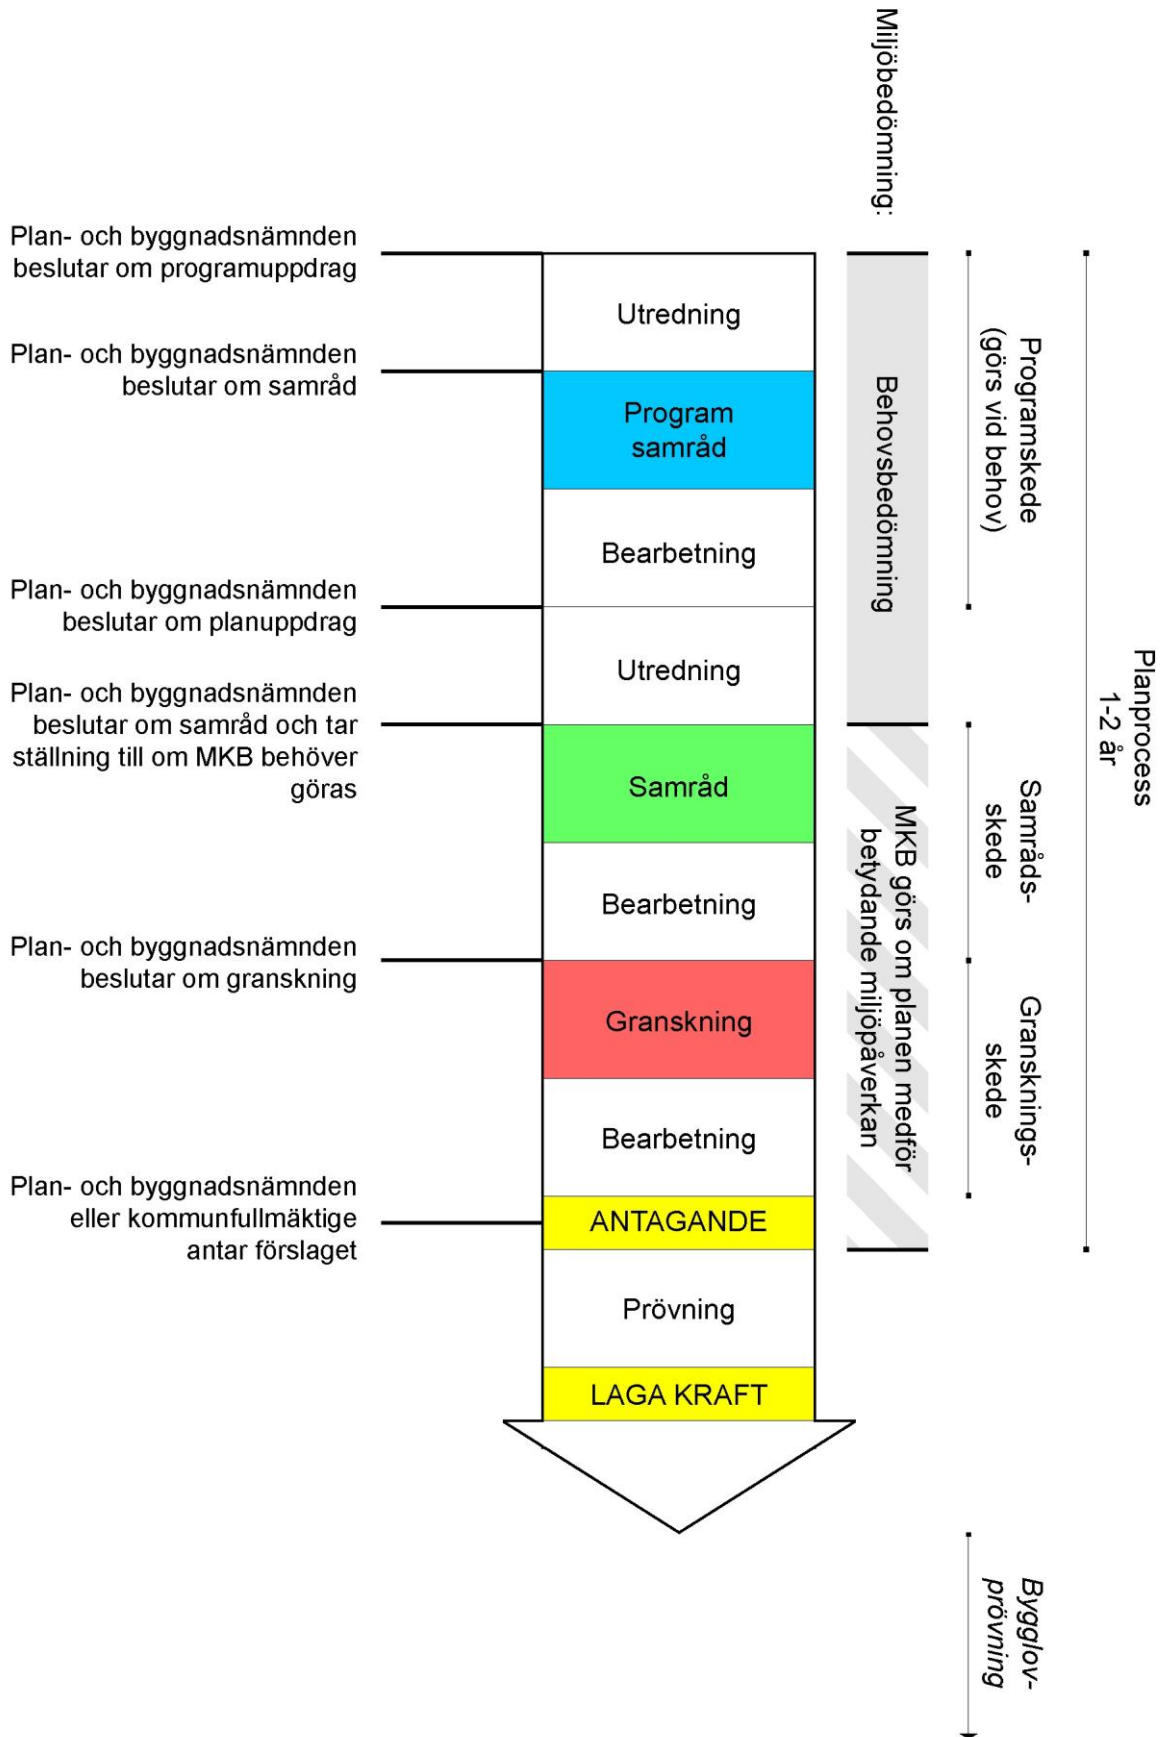 Miljöbedömning:
Plan- och byggnadsnämnden
beslutar om programuppdrag
Plan- och byggnadsnämnden
beslutar om samråd
Plan- och byggnadsnämnden
beslutar om planuppdrag
Plan- och byggnadsnämnden
beslutar om samråd och tar
ställning till om MKB behöver
göras
Plan- och byggnadsnämnden
beslutar om granskning
Plan- och byggnadsnämnden
eller kommunfullmäktige
antar förslaget
Utredning
Program
samråd
Bearbetning
Utredning
Samråd
Bearbetning
Granskning
Bearbetning
ANTAGANDE
Prövning
LAGA KRAFT
Behovsbedömning
MKB görs om planen medför
betydande miljöpåverkan
Programskede
(görs vid behov)
Samråds-
skede
Gransknings-
skede
Bygglov-
prövning
Planprocess
1-2 år